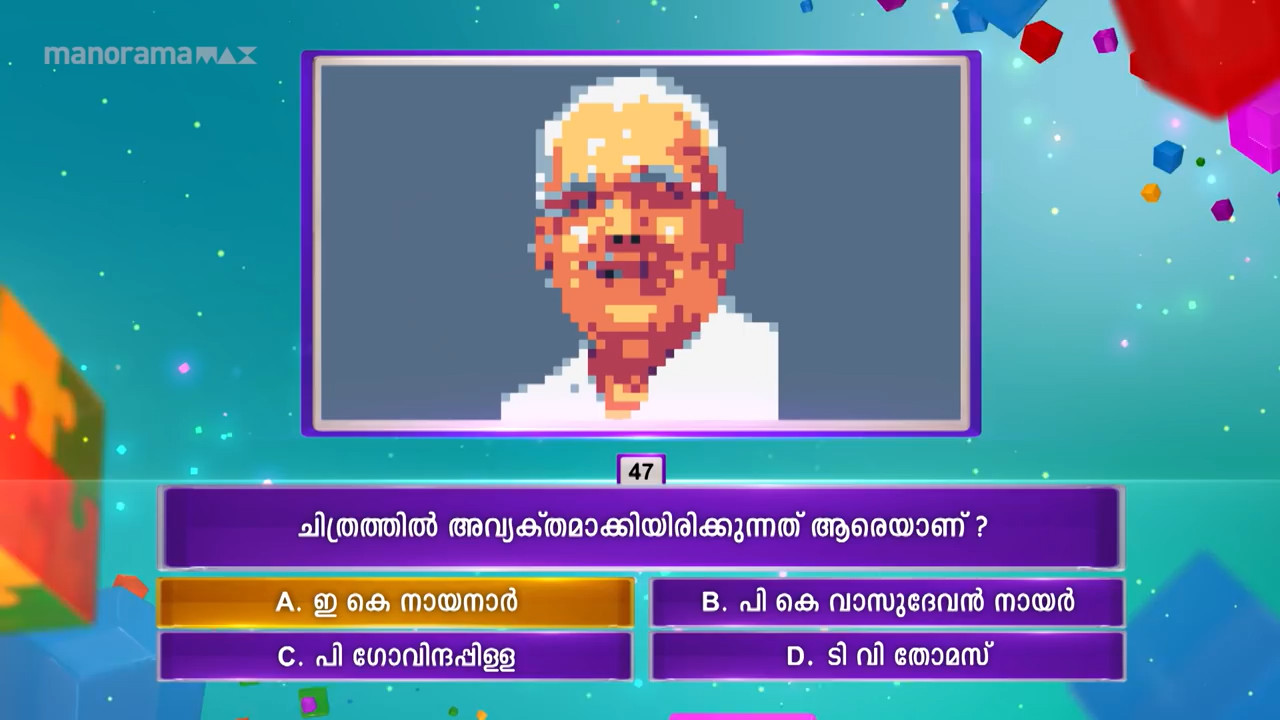 manoramaMAX
47
ചിത്രത്തിൽ അവ്യക്തമാക്കിയിരിക്കുന്നത് ആരെയാണ് ?
A. ഇ കെ നായനാർ
B. പി കെ വാസുദേവൻ നായർ
C. പി ഗോവിന്ദപ്പിള്ള
D. ടി വി തോമസ്